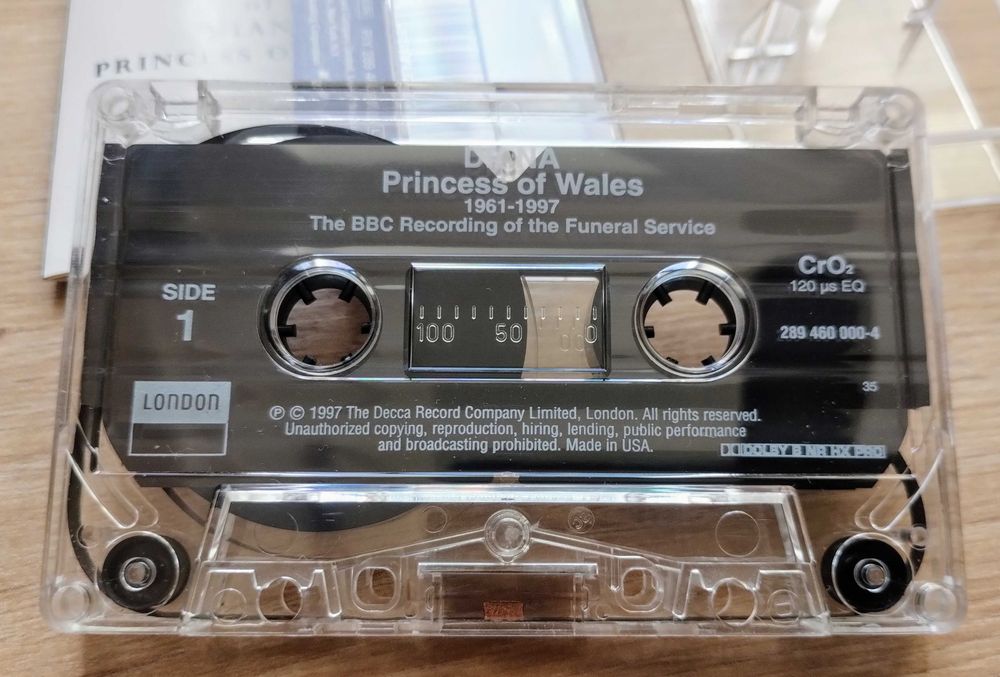 PRINCESS O
DIANA
Princess of Wales
1961-1997
The BBC Recording of the Funeral Service
SIDE
1
CrO₂
120 µs EQ
289 460 000-4
100 50 0
35
LONDON
℗ © 1997 The Decca Record Company Limited, London. All rights reserved.
Unauthorized copying, reproduction, hiring, lending, public performance
and broadcasting prohibited. Made in USA.
DOLBY B NR HX PRO